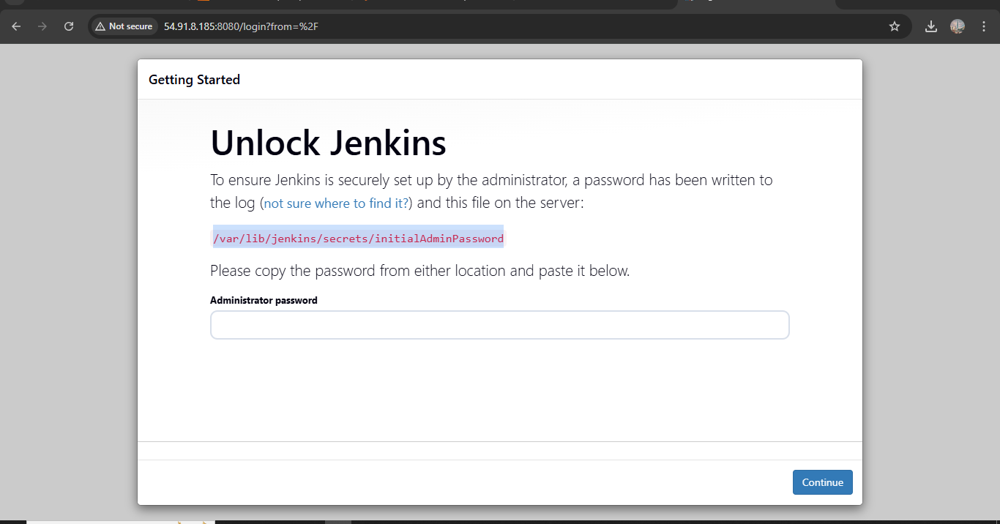 Not secure
54.91.8.185:8080/login?from=%2F
Getting Started
Unlock Jenkins
To ensure Jenkins is securely set up by the administrator, a password has been written to
the log (not sure where to find it?) and this file on the server:
/var/lib/jenkins/secrets/initialAdminPassword
Please copy the password from either location and paste it below.
Administrator password
Continue